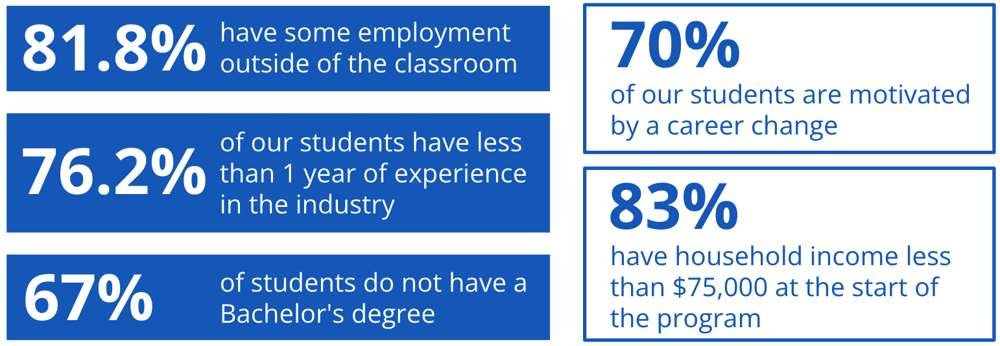 81.8%
have some employment
outside of the classroom
76.2%
of our students have less
than 1 year of experience
in the industry
67%
of students do not have a
Bachelor's degree
70%
of our students are motivated
by a career change
83%
have household income less
than $75,000 at the start of
the program